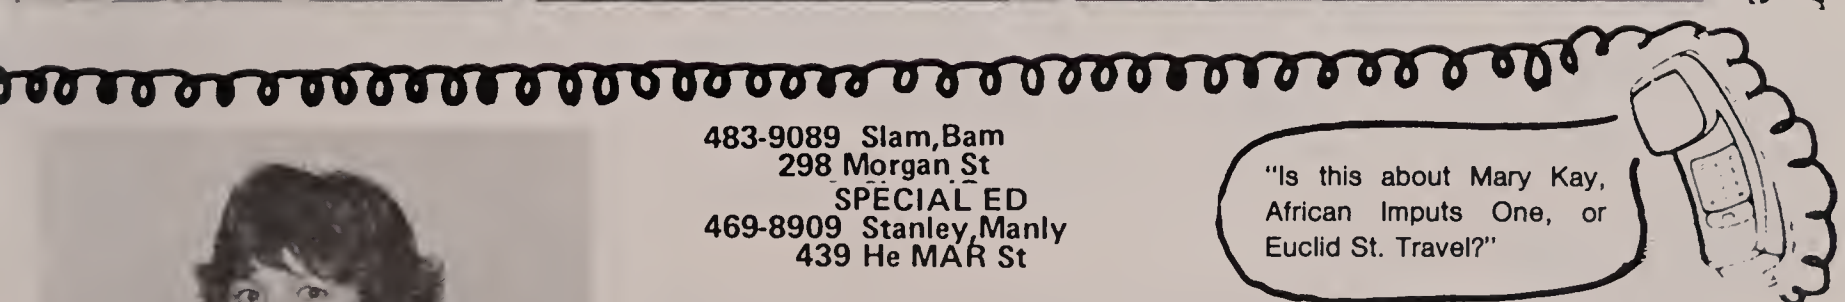 483-9089 Slam,Bam
298 Morgan St
SPECIAL ED
469-8909 Stanley,Manly
439 He MAR St
"Is this about Mary Kay,
African Imputs One, or
Euclid St. Travel?"